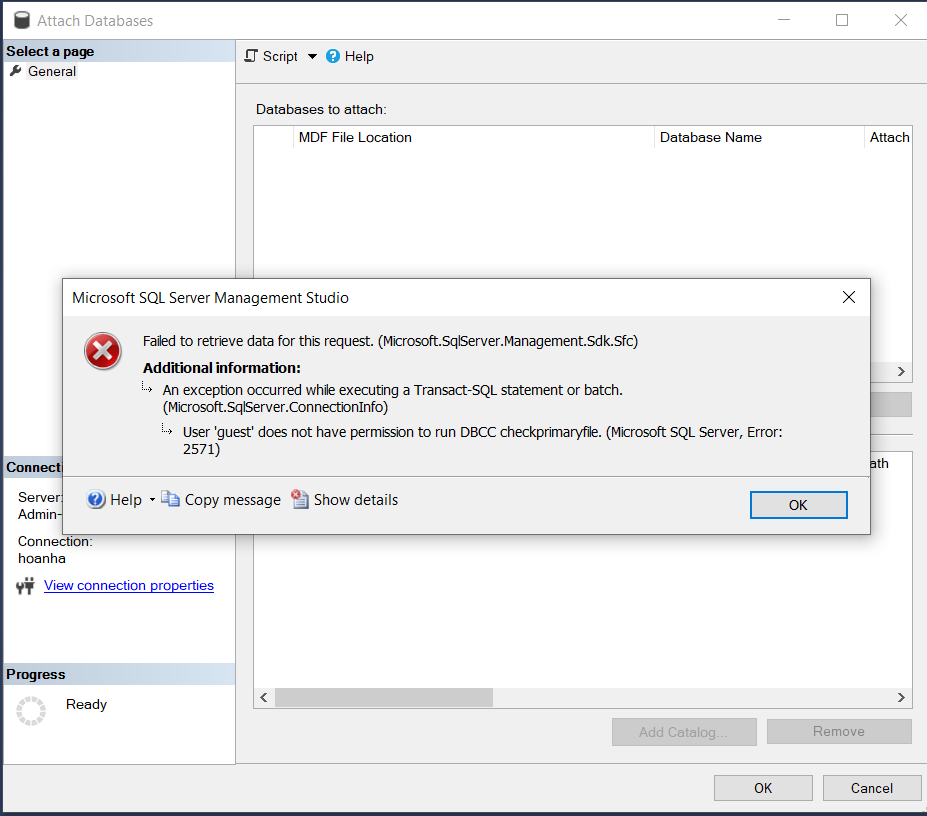 Attach Databases
Select a page
General
Script
Help
Databases to attach:
MDF File Location
Database Name
Attach
Microsoft SQL Server Management Studio
Failed to retrieve data for this request. (Microsoft.SqlServer.Management.Sdk.Sfc)
Additional information:
An exception occurred while executing a Transact-SQL statement or batch.
(Microsoft.SqlServer.ConnectionInfo)
User 'guest' does not have permission to run DBCC checkprimaryfile. (Microsoft SQL Server, Error:
2571)
Help
Copy message
Show details
OK
Connecti
ath
Server:
Admin-
Connection:
hoanha
View connection properties
Progress
Ready
Add Catalog...
Remove
OK
Cancel